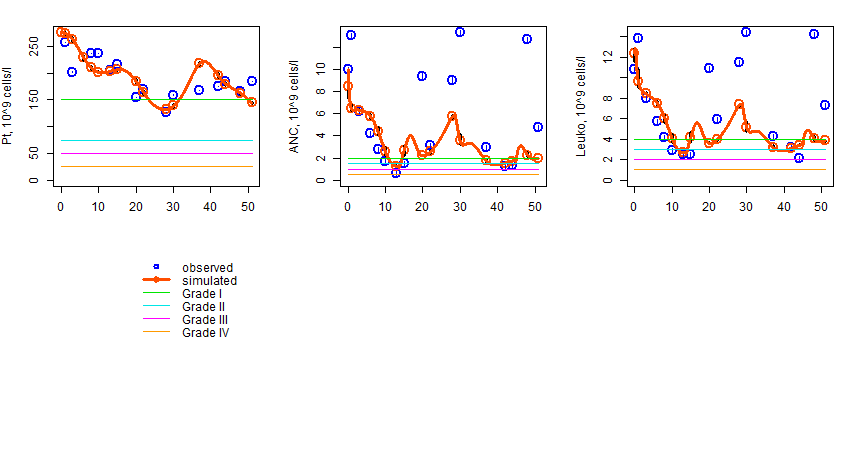 Pt, 10^9 cells/l
0
50
150
250
0 10 20 30 40 50
ANC, 10^9 cells/l
0
2
4
6
8
10
0 10 20 30 40 50
Leuko, 10^9 cells/l
0
2
4
6
8
12
0 10 20 30 40 50
observed
simulated
Grade I
Grade II
Grade III
Grade IV